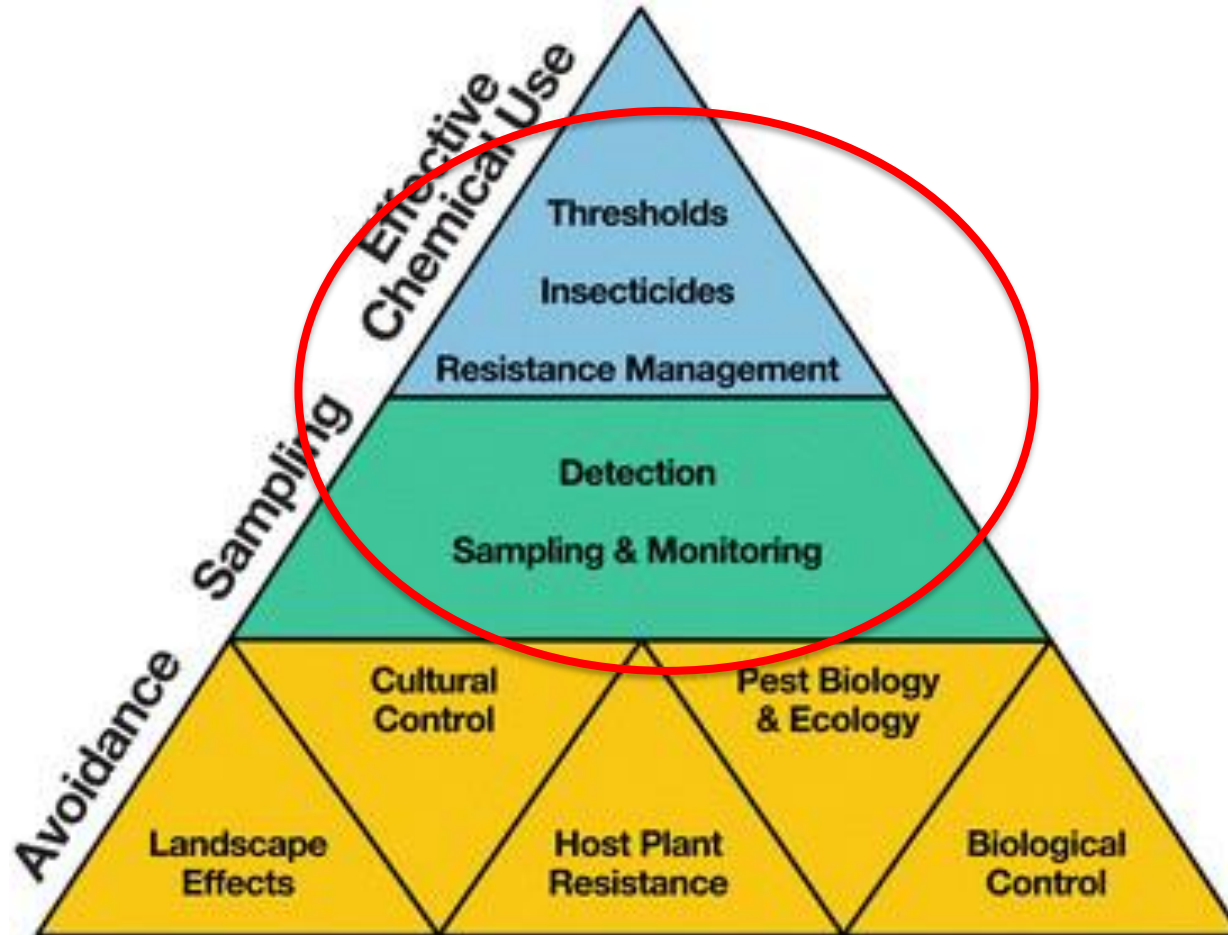 Effective
Chemical Use
Thresholds
Insecticides
Resistance Management
Sampling
Detection
Sampling & Monitoring
Avoidance
Cultural
Control
Pest Biology
& Ecology
Landscape
Effects
Host Plant
Resistance
Biological
Control